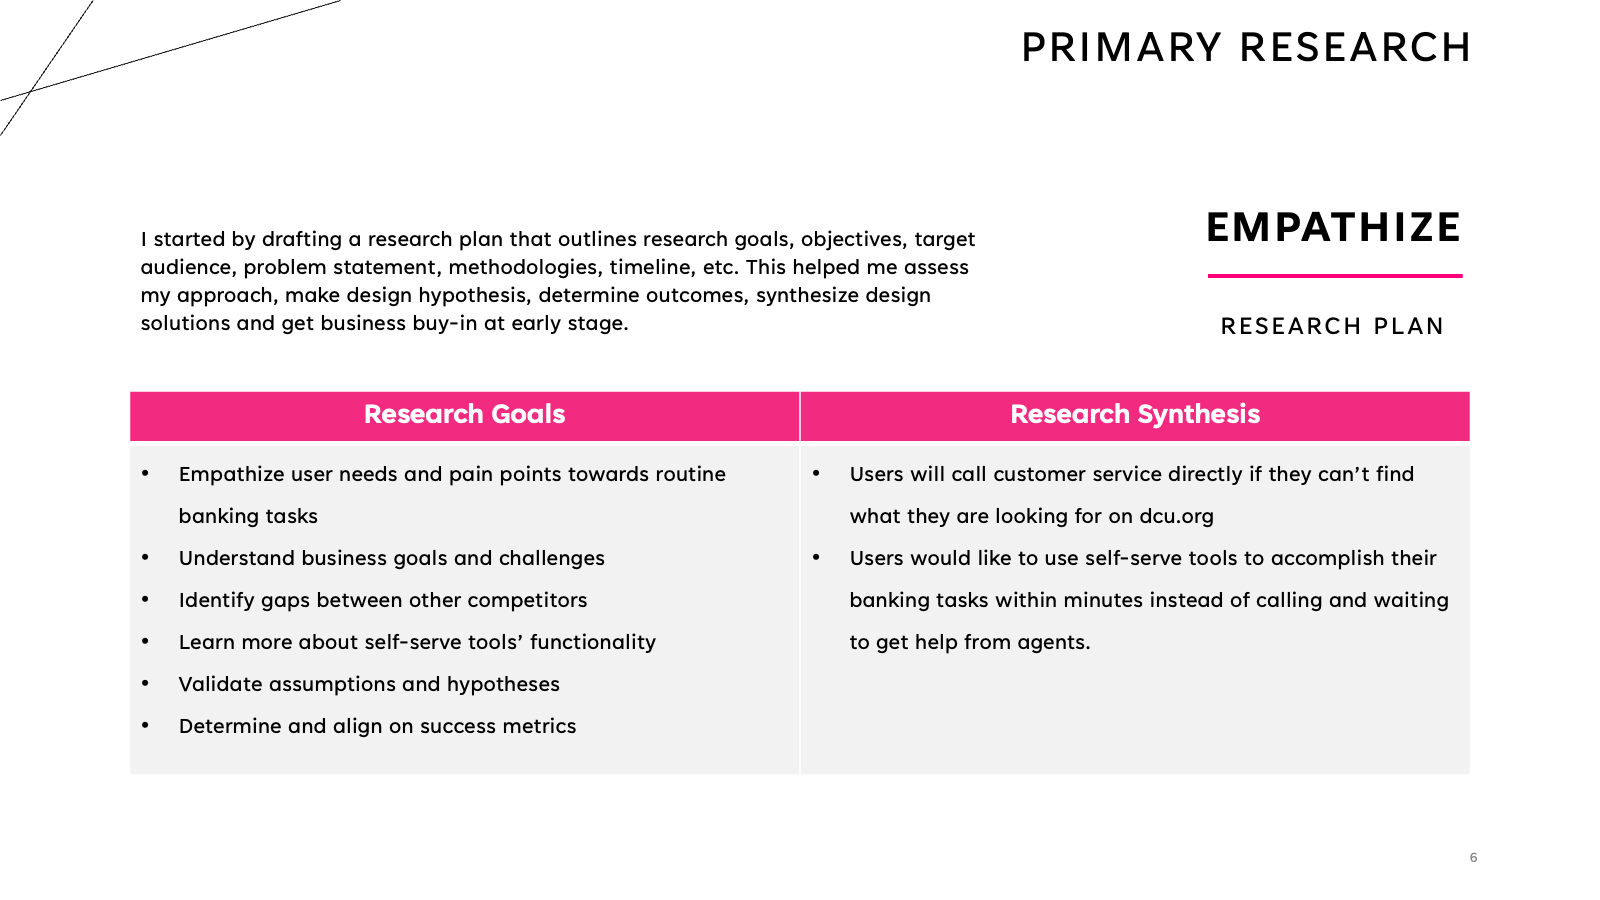 PRIMARY RESEARCH
I started by drafting a research plan that outlines research goals, objectives, target
audience, problem statement, methodologies, timeline, etc. This helped me assess
my approach, make design hypothesis, determine outcomes, synthesize design
solutions and get business buy-in at early stage.
EMPATHIZE
RESEARCH PLAN
Research Goals
• Empathize user needs and pain points towards routine
banking tasks
• Understand business goals and challenges
• Identify gaps between other competitors
• Learn more about self-serve tools’ functionality
• Validate assumptions and hypotheses
• Determine and align on success metrics
Research Synthesis
• Users will call customer service directly if they can’t find
what they are looking for on dcu.org
• Users would like to use self-serve tools to accomplish their
banking tasks within minutes instead of calling and waiting
to get help from agents.
6